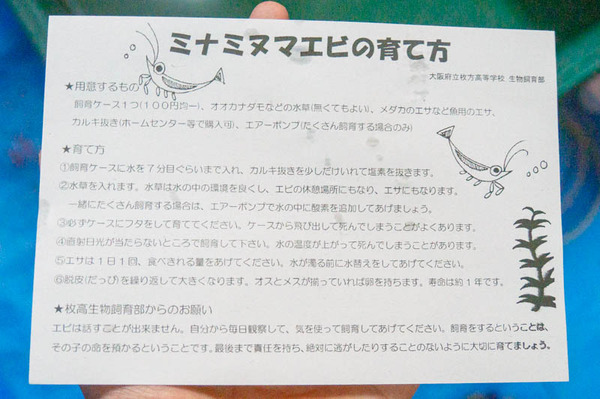 ミナミヌマエビの育て方
大阪府立枚方高等学校 生物飼育部
★用意するもの
飼育ケース１つ(１００円均一)、オオカナダモなどの水草(無くてもよい)、メダカのエサなど魚用のエサ、
カルキ抜き(ホームセンター等で購入可)、エアーポンプ(たくさん飼育する場合のみ)
★育て方
①飼育ケースに水を７分目ぐらいまで入れ、カルキ抜きを少しだけいれて塩素を抜きます。
②水草を入れます。水草は水の中の環境を良くし、エビの休憩場所にもなり、エサにもなります。
一緒にたくさん飼育する場合は、エアーポンプで水の中に酸素を追加してあげましょう。
③必ずケースにフタをして育ててください。ケースから飛び出して死んでしまうことがよくあります。
④直射日光が当たらないところで飼育して下さい。水の温度が上がって死んでしまうことがあります。
⑤エサは１日１回、食べきれる量をあげてください。水が濁る前に水替えをしてあげてください。
⑥脱皮(だっぴ)を繰り返して大きくなります。オスとメスが揃っていれば卵を持ちます。寿命は約１年です。
★枚高生物飼育部からのお願い
エビは話すことが出来ません。自分から毎日観察して、気を使って飼育してあげてください。飼育をするということは、
その子の命を預かるということです。最後まで責任を持ち、絶対に逃がしたりすることのないように大切に育てましょう。